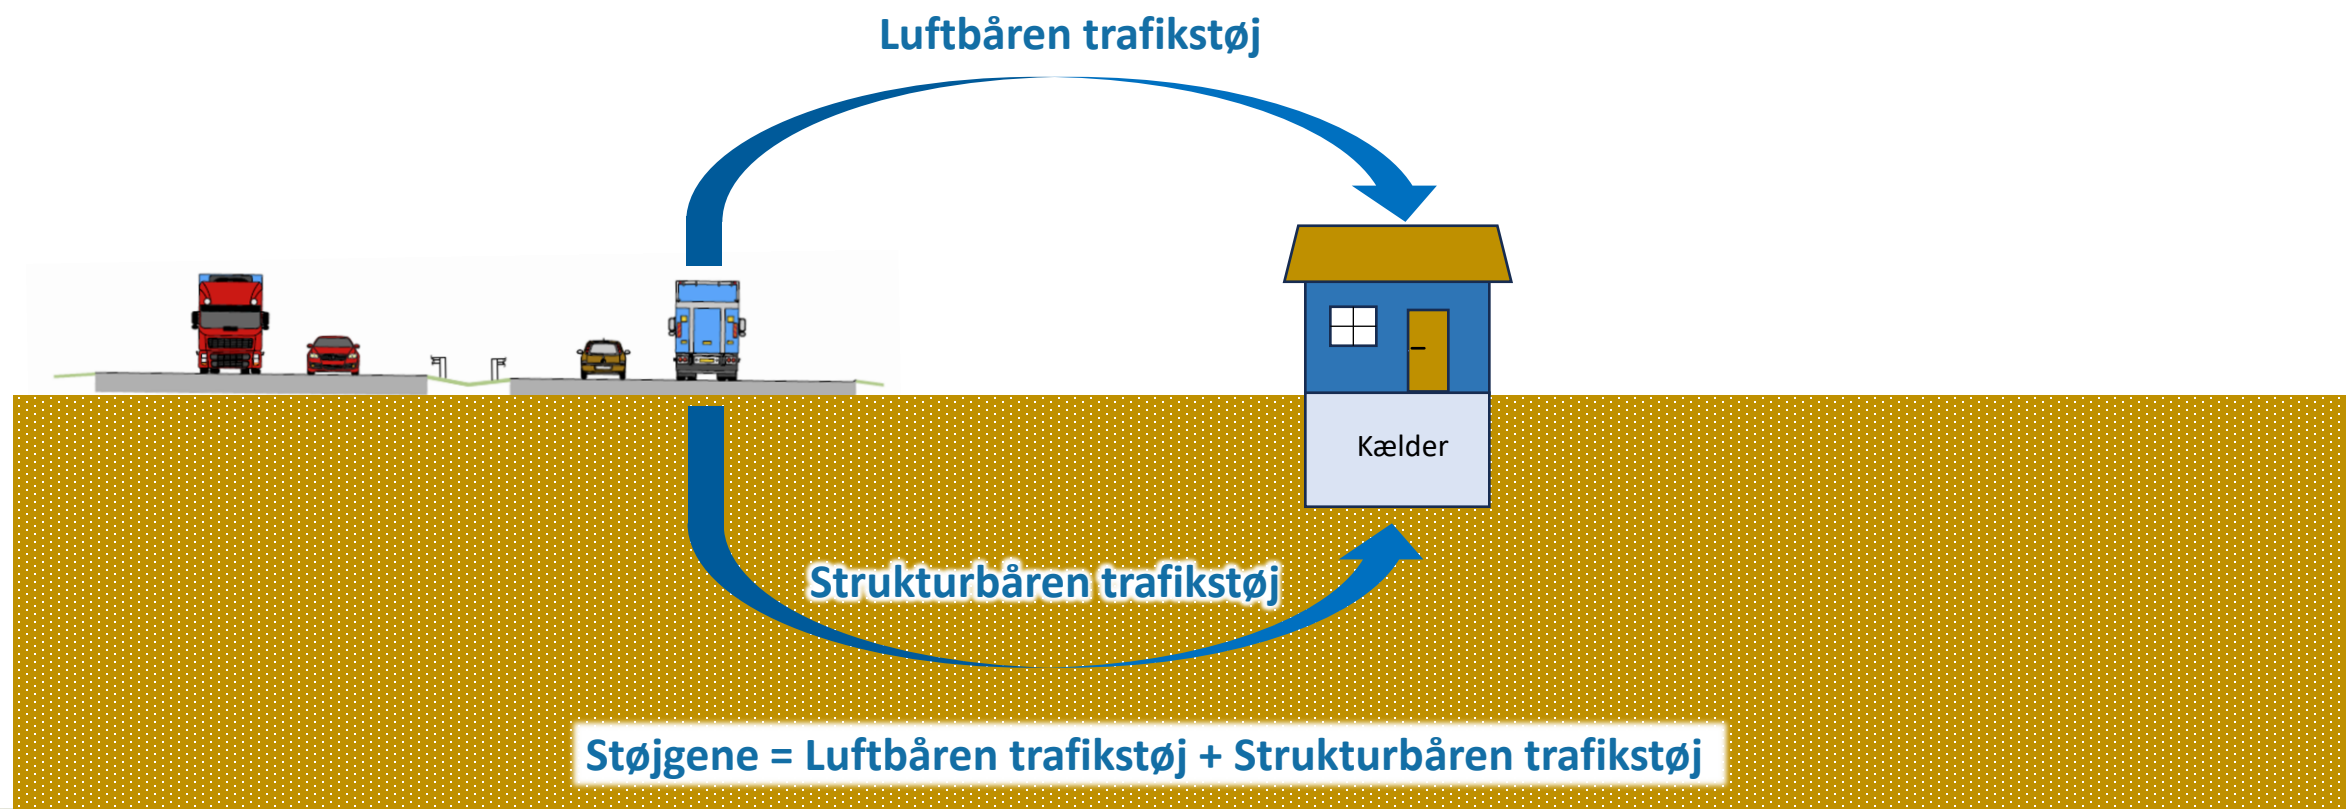 Luftbåren trafikstøj
Kælder
Strukturbåren trafikstøj
Støjgene = Luftbåren trafikstøj + Strukturbåren trafikstøj